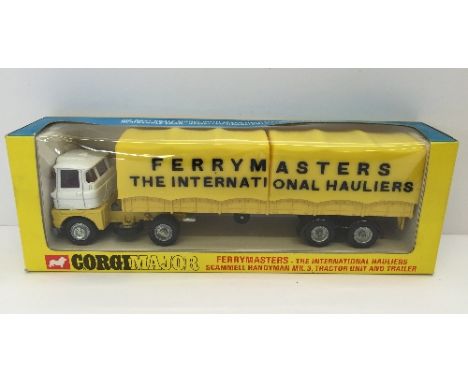 FERRYMASTERS
THE INTERNATIONAL HAULIERS
CORGI MAJOR
FERRYMASTERS - THE INTERNATIONAL HAULIERS
SCAMMELL HANDYMAN MK.3, TRACTOR UNIT AND TRAILER